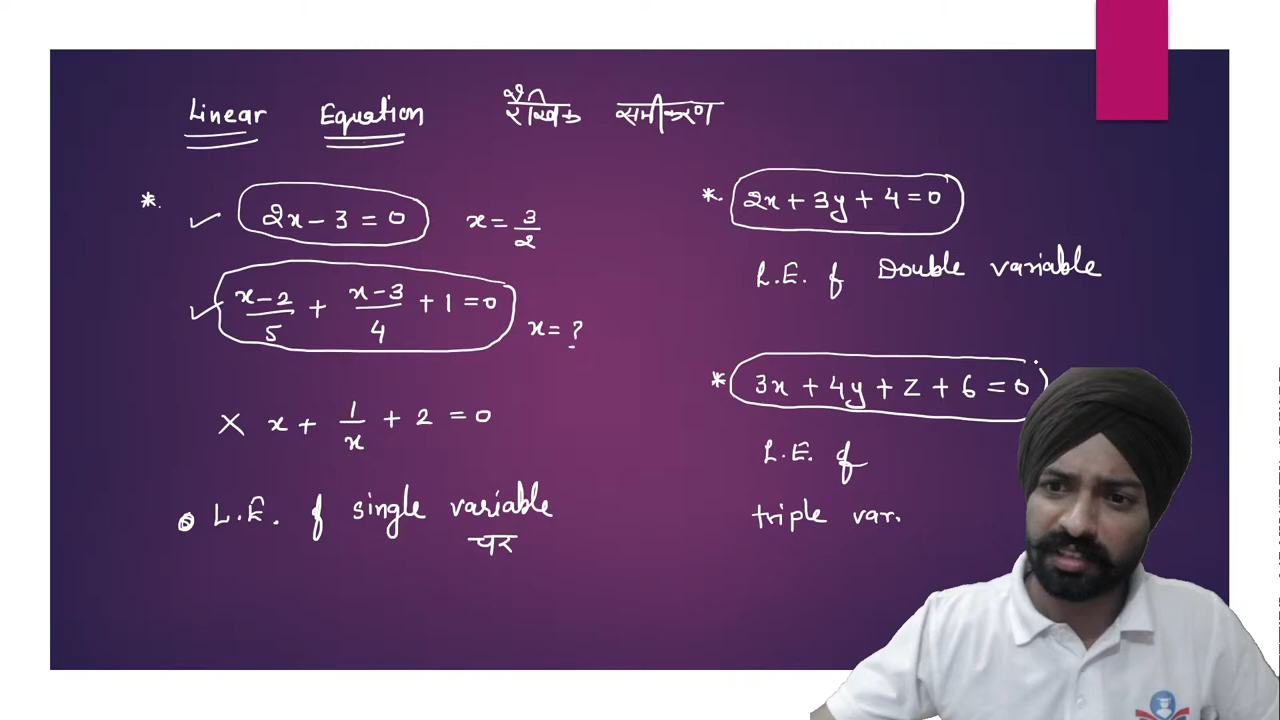 Linear Equation रैखिक समीकरण
* ✓ 2x - 3 = 0 x = 3/2
✓ (x-2)/5 + (x-3)/4 + 1 = 0 x = ?
× x + 1/x + 2 = 0
L.E. of single variable
चर
* 2x + 3y + 4 = 0
L.E. of Double variable
* 3x + 4y + z + 6 = 0
L.E. of
triple var.